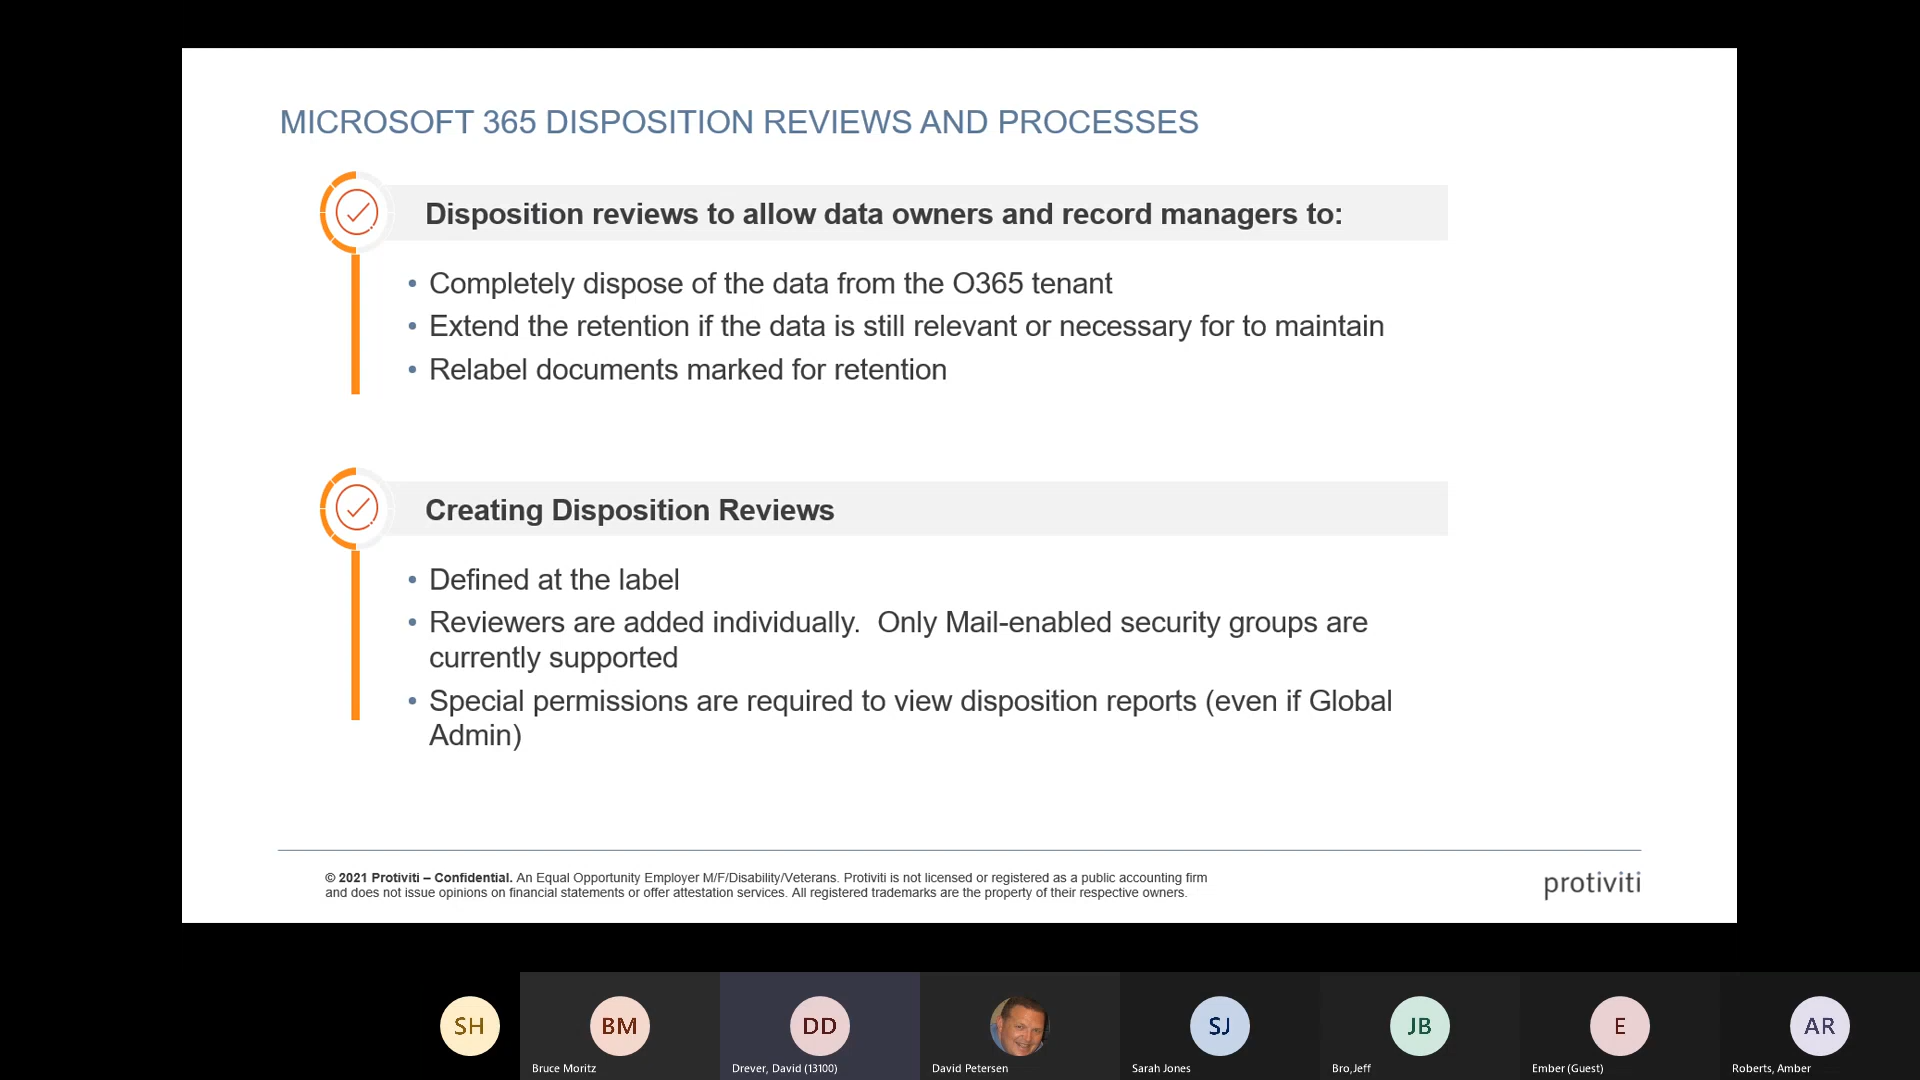 MICROSOFT 365 DISPOSITION REVIEWS AND PROCESSES
Disposition reviews to allow data owners and record managers to:
• Completely dispose of the data from the O365 tenant
• Extend the retention if the data is still relevant or necessary for to maintain
• Relabel documents marked for retention
Creating Disposition Reviews
• Defined at the label
• Reviewers are added individually.  Only Mail-enabled security groups are
currently supported
• Special permissions are required to view disposition reports (even if Global
Admin)
© 2021 Protiviti – Confidential. An Equal Opportunity Employer M/F/Disability/Veterans. Protiviti is not licensed or registered as a public accounting firm
and does not issue opinions on financial statements or offer attestation services. All registered trademarks are the property of their respective owners.
protiviti
SH
BM
DD
SJ
JB
E
AR
Bruce Moritz
Drever, David (13100)
David Petersen
Sarah Jones
Bro,Jeff
Ember (Guest)
Roberts, Amber